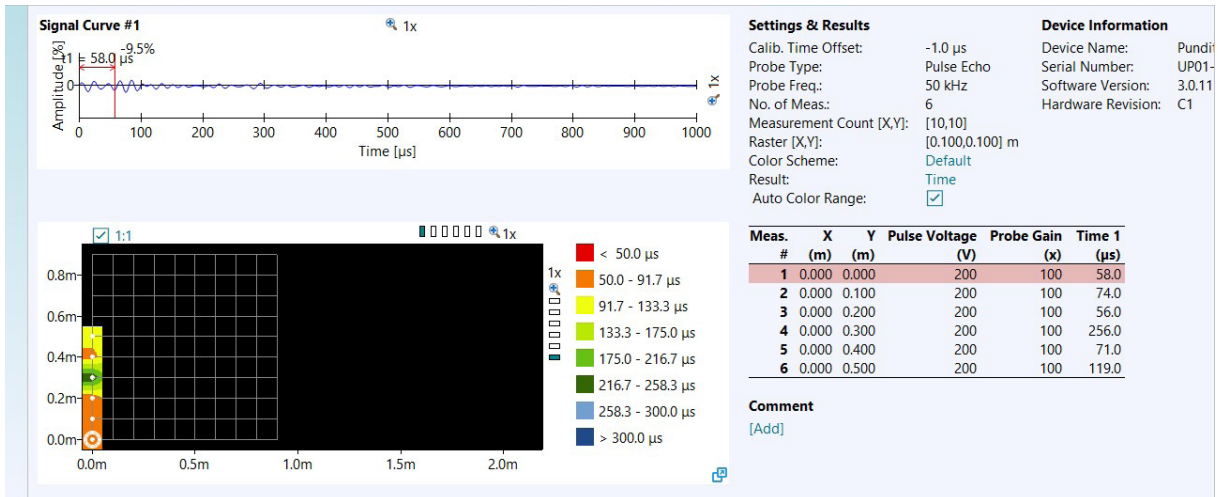 Signal Curve #1
1x
Amplitude [%]
t1 = 58.0 µs
-9.5%
0
0 100 200 300 400 500 600 700 800 900 1000
Time [µs]
1x
1:1
1x
0.8m
0.6m
0.4m
0.2m
0.0m
0.0m 0.5m 1.0m 1.5m 2.0m
1x
< 50.0 µs
50.0 - 91.7 µs
91.7 - 133.3 µs
133.3 - 175.0 µs
175.0 - 216.7 µs
216.7 - 258.3 µs
258.3 - 300.0 µs
> 300.0 µs
Settings & Results
Calib. Time Offset: -1.0 µs
Probe Type: Pulse Echo
Probe Freq.: 50 kHz
No. of Meas.: 6
Measurement Count [X,Y]: [10,10]
Raster [X,Y]: [0.100,0.100] m
Color Scheme: Default
Result: Time
Auto Color Range:
Device Information
Device Name: Pundit
Serial Number: UP01-
Software Version: 3.0.11
Hardware Revision: C1
Meas. X Y Pulse Voltage Probe Gain Time 1
# (m) (m) (V) (x) (µs)
1 0.000 0.000 200 100 58.0
2 0.000 0.100 200 100 74.0
3 0.000 0.200 200 100 56.0
4 0.000 0.300 200 100 256.0
5 0.000 0.400 200 100 71.0
6 0.000 0.500 200 100 119.0
Comment
[Add]